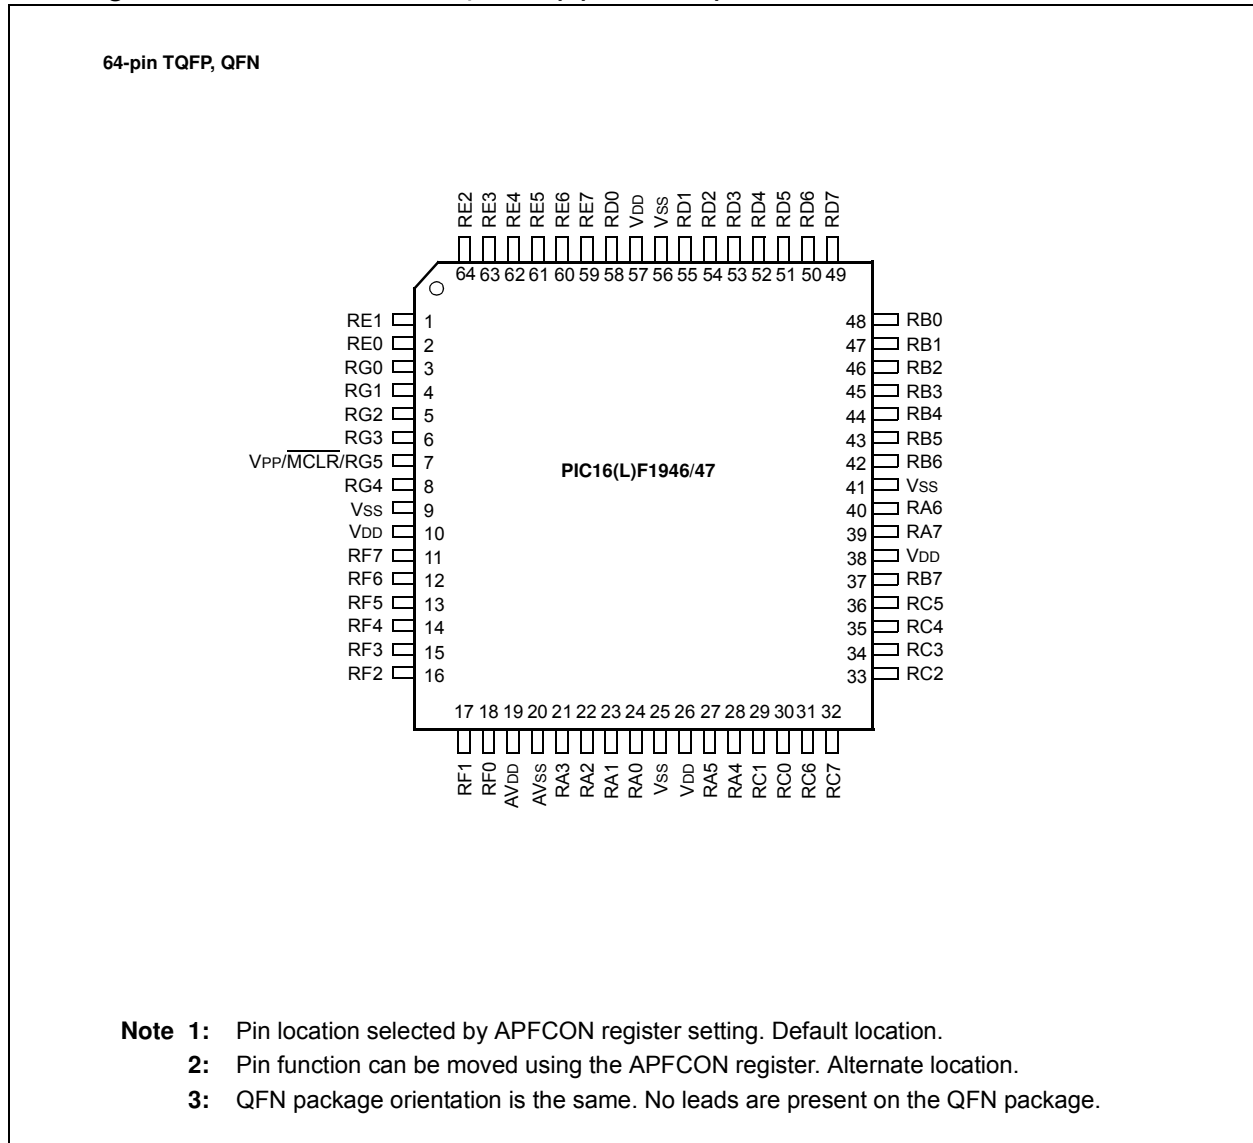 64-pin TQFP, QFN
RE2 RE3 RE4 RE5 RE6 RE7 RD0 VDD VSS RD1 RD2 RD3 RD4 RD5 RD6 RD7
64 63 62 61 60 59 58 57 56 55 54 53 52 51 50 49
RE1 1 48 RB0
RE0 2 47 RB1
RG0 3 46 RB2
RG1 4 45 RB3
RG2 5 44 RB4
RG3 6 43 RB5
VPP/MCLR/RG5 7 PIC16(L)F1946/47 42 RB6
RG4 8 41 VSS
VSS 9 40 RA6
VDD 10 39 RA7
RF7 11 38 VDD
RF6 12 37 RB7
RF5 13 36 RC5
RF4 14 35 RC4
RF3 15 34 RC3
RF2 16 33 RC2
17 18 19 20 21 22 23 24 25 26 27 28 29 30 31 32
RF1 RF0 AVDD AVSS RA3 RA2 RA1 RA0 VSS VDD RA5 RA4 RC1 RC0 RC6 RC7
Note 1: Pin location selected by APFCON register setting. Default location.
2: Pin function can be moved using the APFCON register. Alternate location.
3: QFN package orientation is the same. No leads are present on the QFN package.